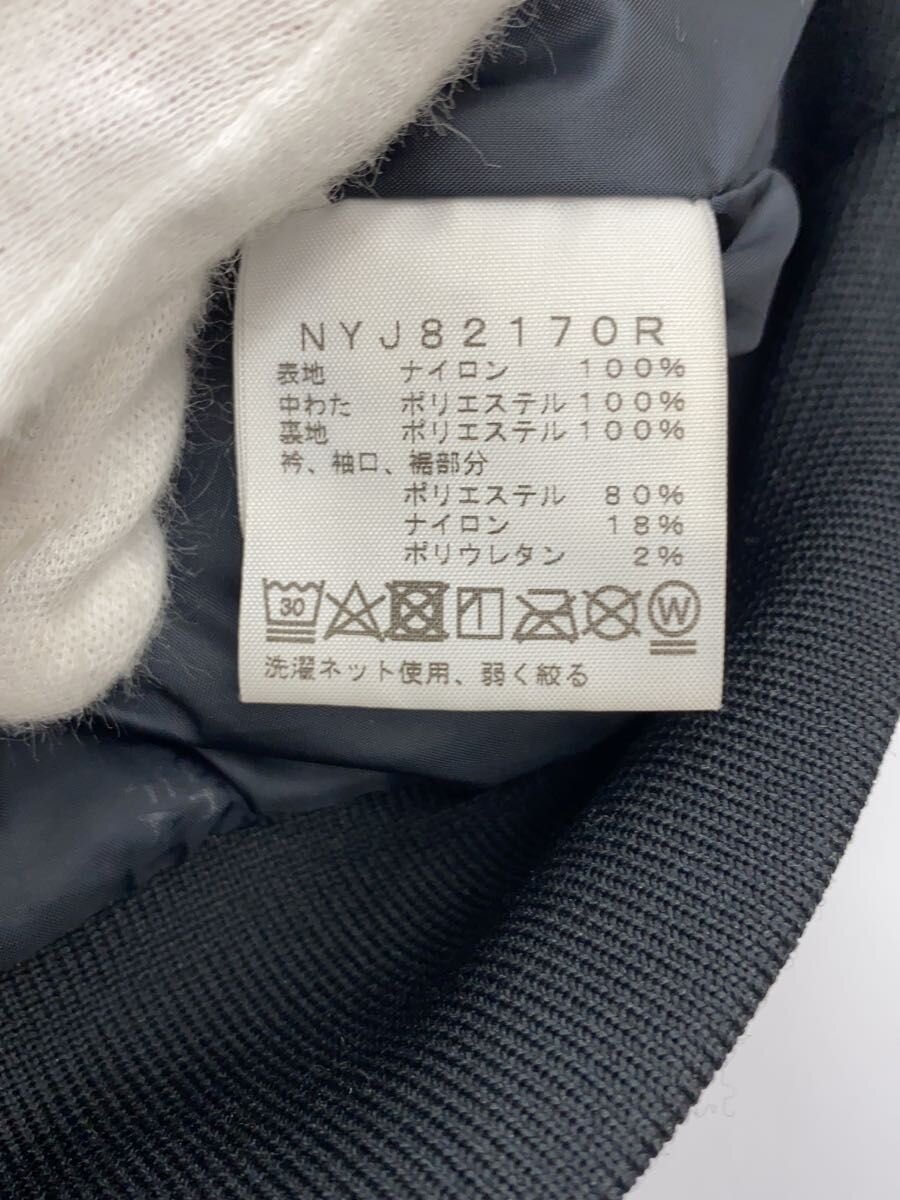 NYJ82170R
表地 ナイロン 100%
中わた ポリエステル100%
裏地 ポリエステル100%
衿、袖口、裾部分
ポリエステル 80%
ナイロン 18%
ポリウレタン 2%
30 W
洗濯ネット使用、弱く絞る